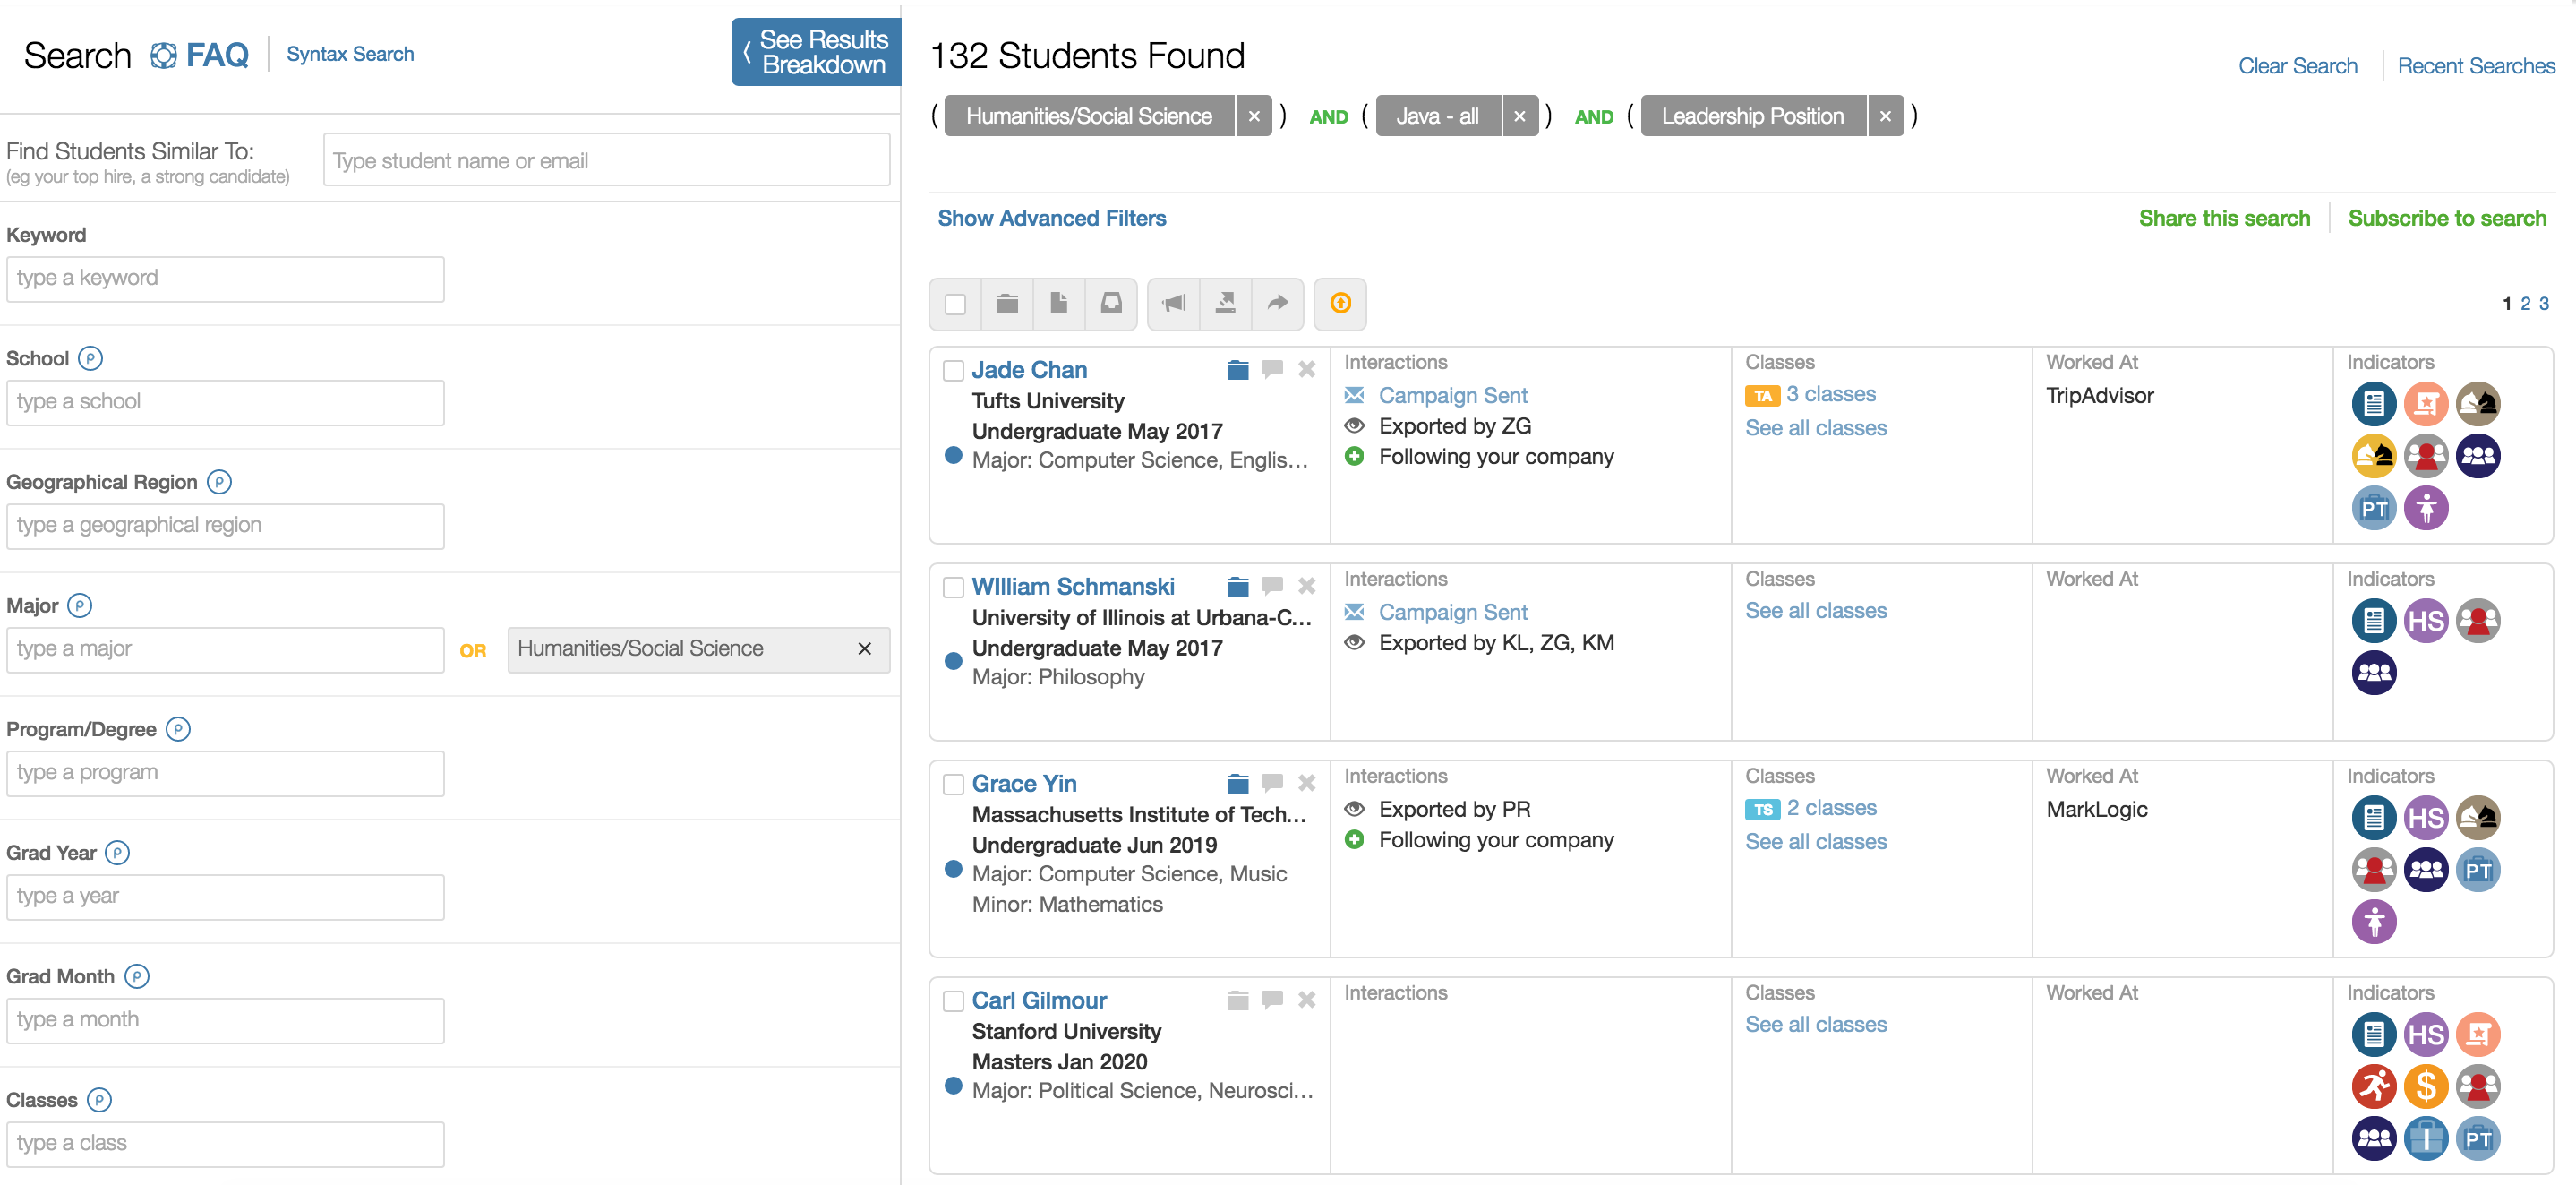 Search FAQ Syntax Search
See Results
Breakdown
Find Students Similar To:
(eg your top hire, a strong candidate)
Type student name or email
Keyword
type a keyword
School P
type a school
Geographical Region P
type a geographical region
Major P
type a major OR Humanities/Social Science ×
Program/Degree P
type a program
Grad Year P
type a year
Grad Month P
type a month
Classes P
type a class
132 Students Found
Clear Search Recent Searches
( Humanities/Social Science × ) AND ( Java - all × ) AND ( Leadership Position × )
Show Advanced Filters
Share this search Subscribe to search
1 2 3
Jade Chan
Tufts University
Undergraduate May 2017
Major: Computer Science, Englis...
Interactions
Campaign Sent
Exported by ZG
Following your company
Classes
TA 3 classes
See all classes
Worked At
TripAdvisor
Indicators
PT
WIlliam Schmanski
University of Illinois at Urbana-C...
Undergraduate May 2017
Major: Philosophy
Interactions
Campaign Sent
Exported by KL, ZG, KM
Classes
See all classes
Worked At
Indicators
HS
Grace Yin
Massachusetts Institute of Tech...
Undergraduate Jun 2019
Major: Computer Science, Music
Minor: Mathematics
Interactions
Exported by PR
Following your company
Classes
TS 2 classes
See all classes
Worked At
MarkLogic
Indicators
HS
PT
Carl Gilmour
Stanford University
Masters Jan 2020
Major: Political Science, Neurosci...
Interactions
Classes
See all classes
Worked At
Indicators
HS
$
I PT